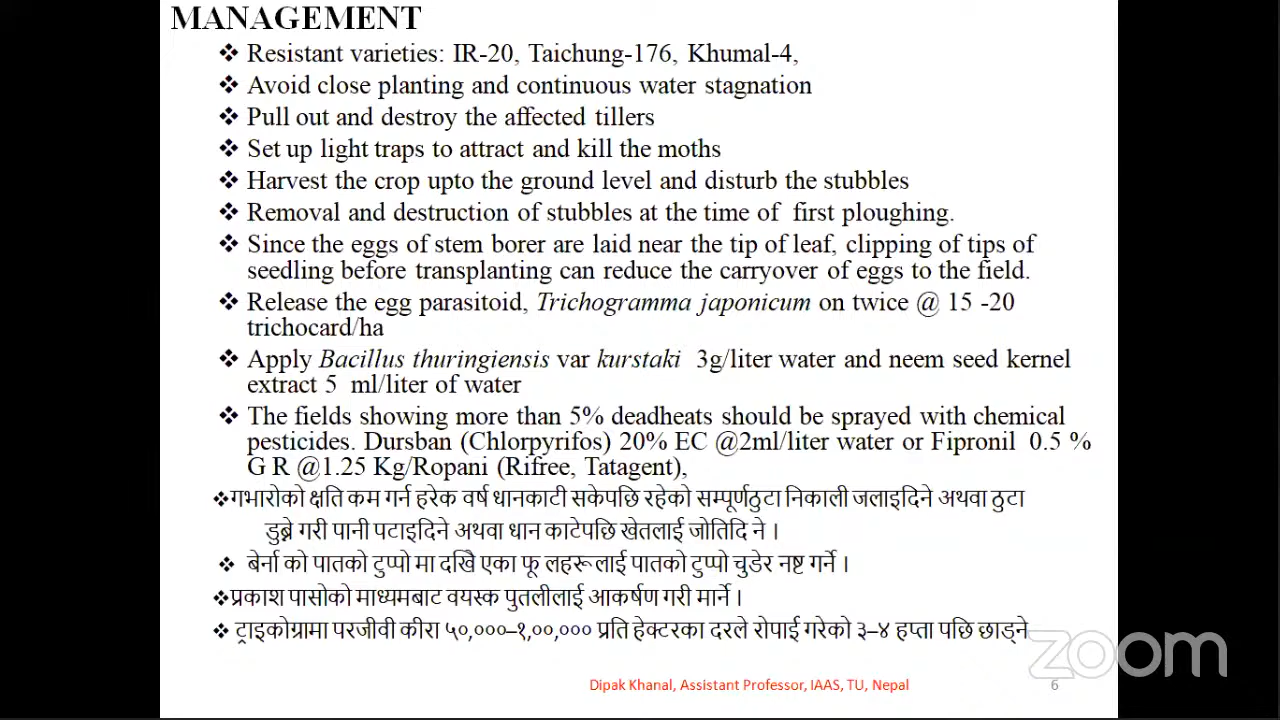 MANAGEMENT
❖ Resistant varieties: IR-20, Taichung-176, Khumal-4,
❖ Avoid close planting and continuous water stagnation
❖ Pull out and destroy the affected tillers
❖ Set up light traps to attract and kill the moths
❖ Harvest the crop upto the ground level and disturb the stubbles
❖ Removal and destruction of stubbles at the time of first ploughing.
❖ Since the eggs of stem borer are laid near the tip of leaf, clipping of tips of
seedling before transplanting can reduce the carryover of eggs to the field.
❖ Release the egg parasitoid, Trichogramma japonicum on twice @ 15 -20
trichocard/ha
❖ Apply Bacillus thuringiensis var kurstaki 3g/liter water and neem seed kernel
extract 5 ml/liter of water
❖ The fields showing more than 5% deadheats should be sprayed with chemical
pesticides. Dursban (Chlorpyrifos) 20% EC @2ml/liter water or Fipronil 0.5 %
G R @1.25 Kg/Ropani (Rifree, Tatagent),
❖गभारोको क्षति कम गर्न हरेक वर्ष धानकाटी सकेपछि रहेको सम्पूर्णठुटा निकाली जलाइदिने अथवा ठुटा
डुब्ने गरी पानी पटाइदिने अथवा धान काटेपछि खेतलाई जोतिदि ने ।
❖ बेर्ना को पातको टुप्पो मा दखिै एका फू लहरूलाई पातको टुप्पो चुडेर नष्ट गर्ने ।
❖प्रकाश पासोको माध्यमबाट वयस्क पुतलीलाई आकर्षण गरी मार्ने ।
❖ ट्राइकोग्रामा परजीवी कीरा ५०,०००–१,००,००० प्रति हेक्टरका दरले रोपाई गरेको ३–४ हप्ता पछि छाड्ने
zoom
Dipak Khanal, Assistant Professor, IAAS, TU, Nepal 6